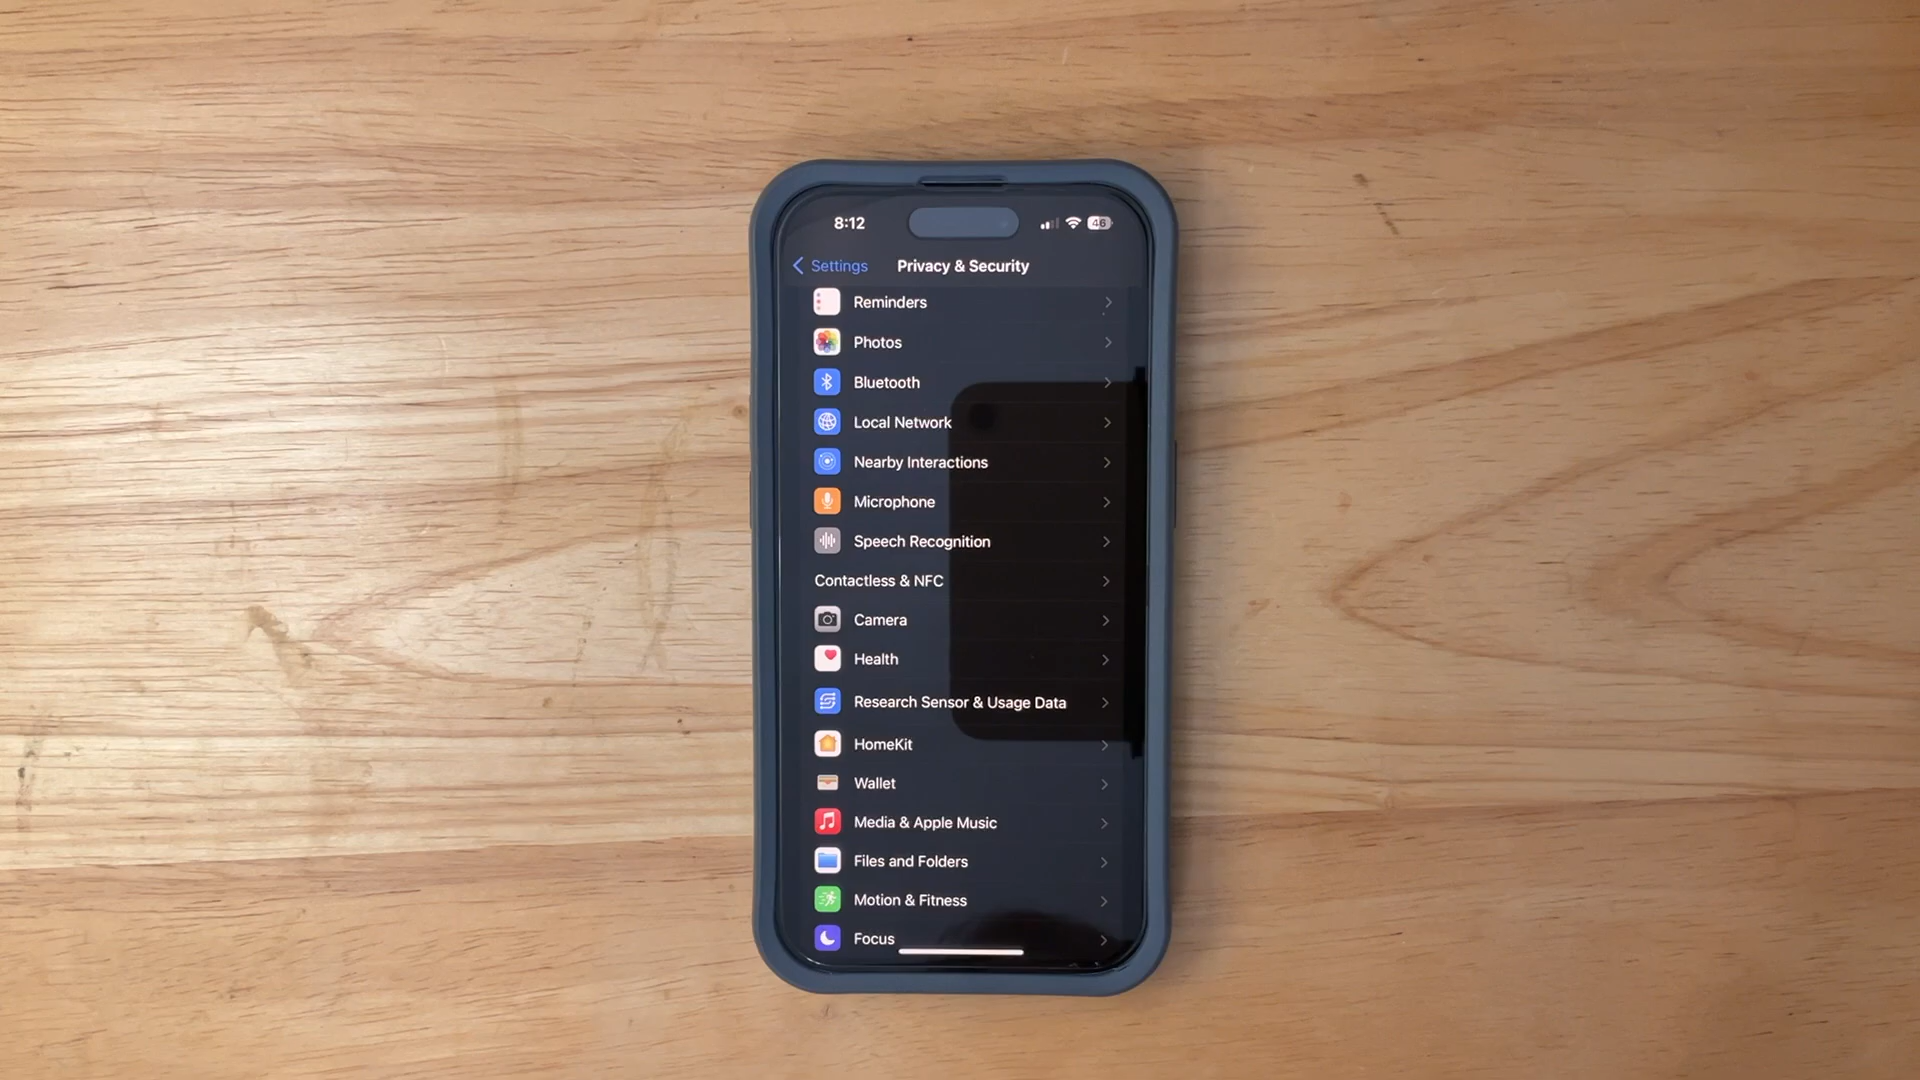 8:12
46
Settings
Privacy & Security
Reminders
Photos
Bluetooth
Local Network
Nearby Interactions
Microphone
Speech Recognition
Contactless & NFC
Camera
Health
Research Sensor & Usage Data
HomeKit
Wallet
Media & Apple Music
Files and Folders
Motion & Fitness
Focus